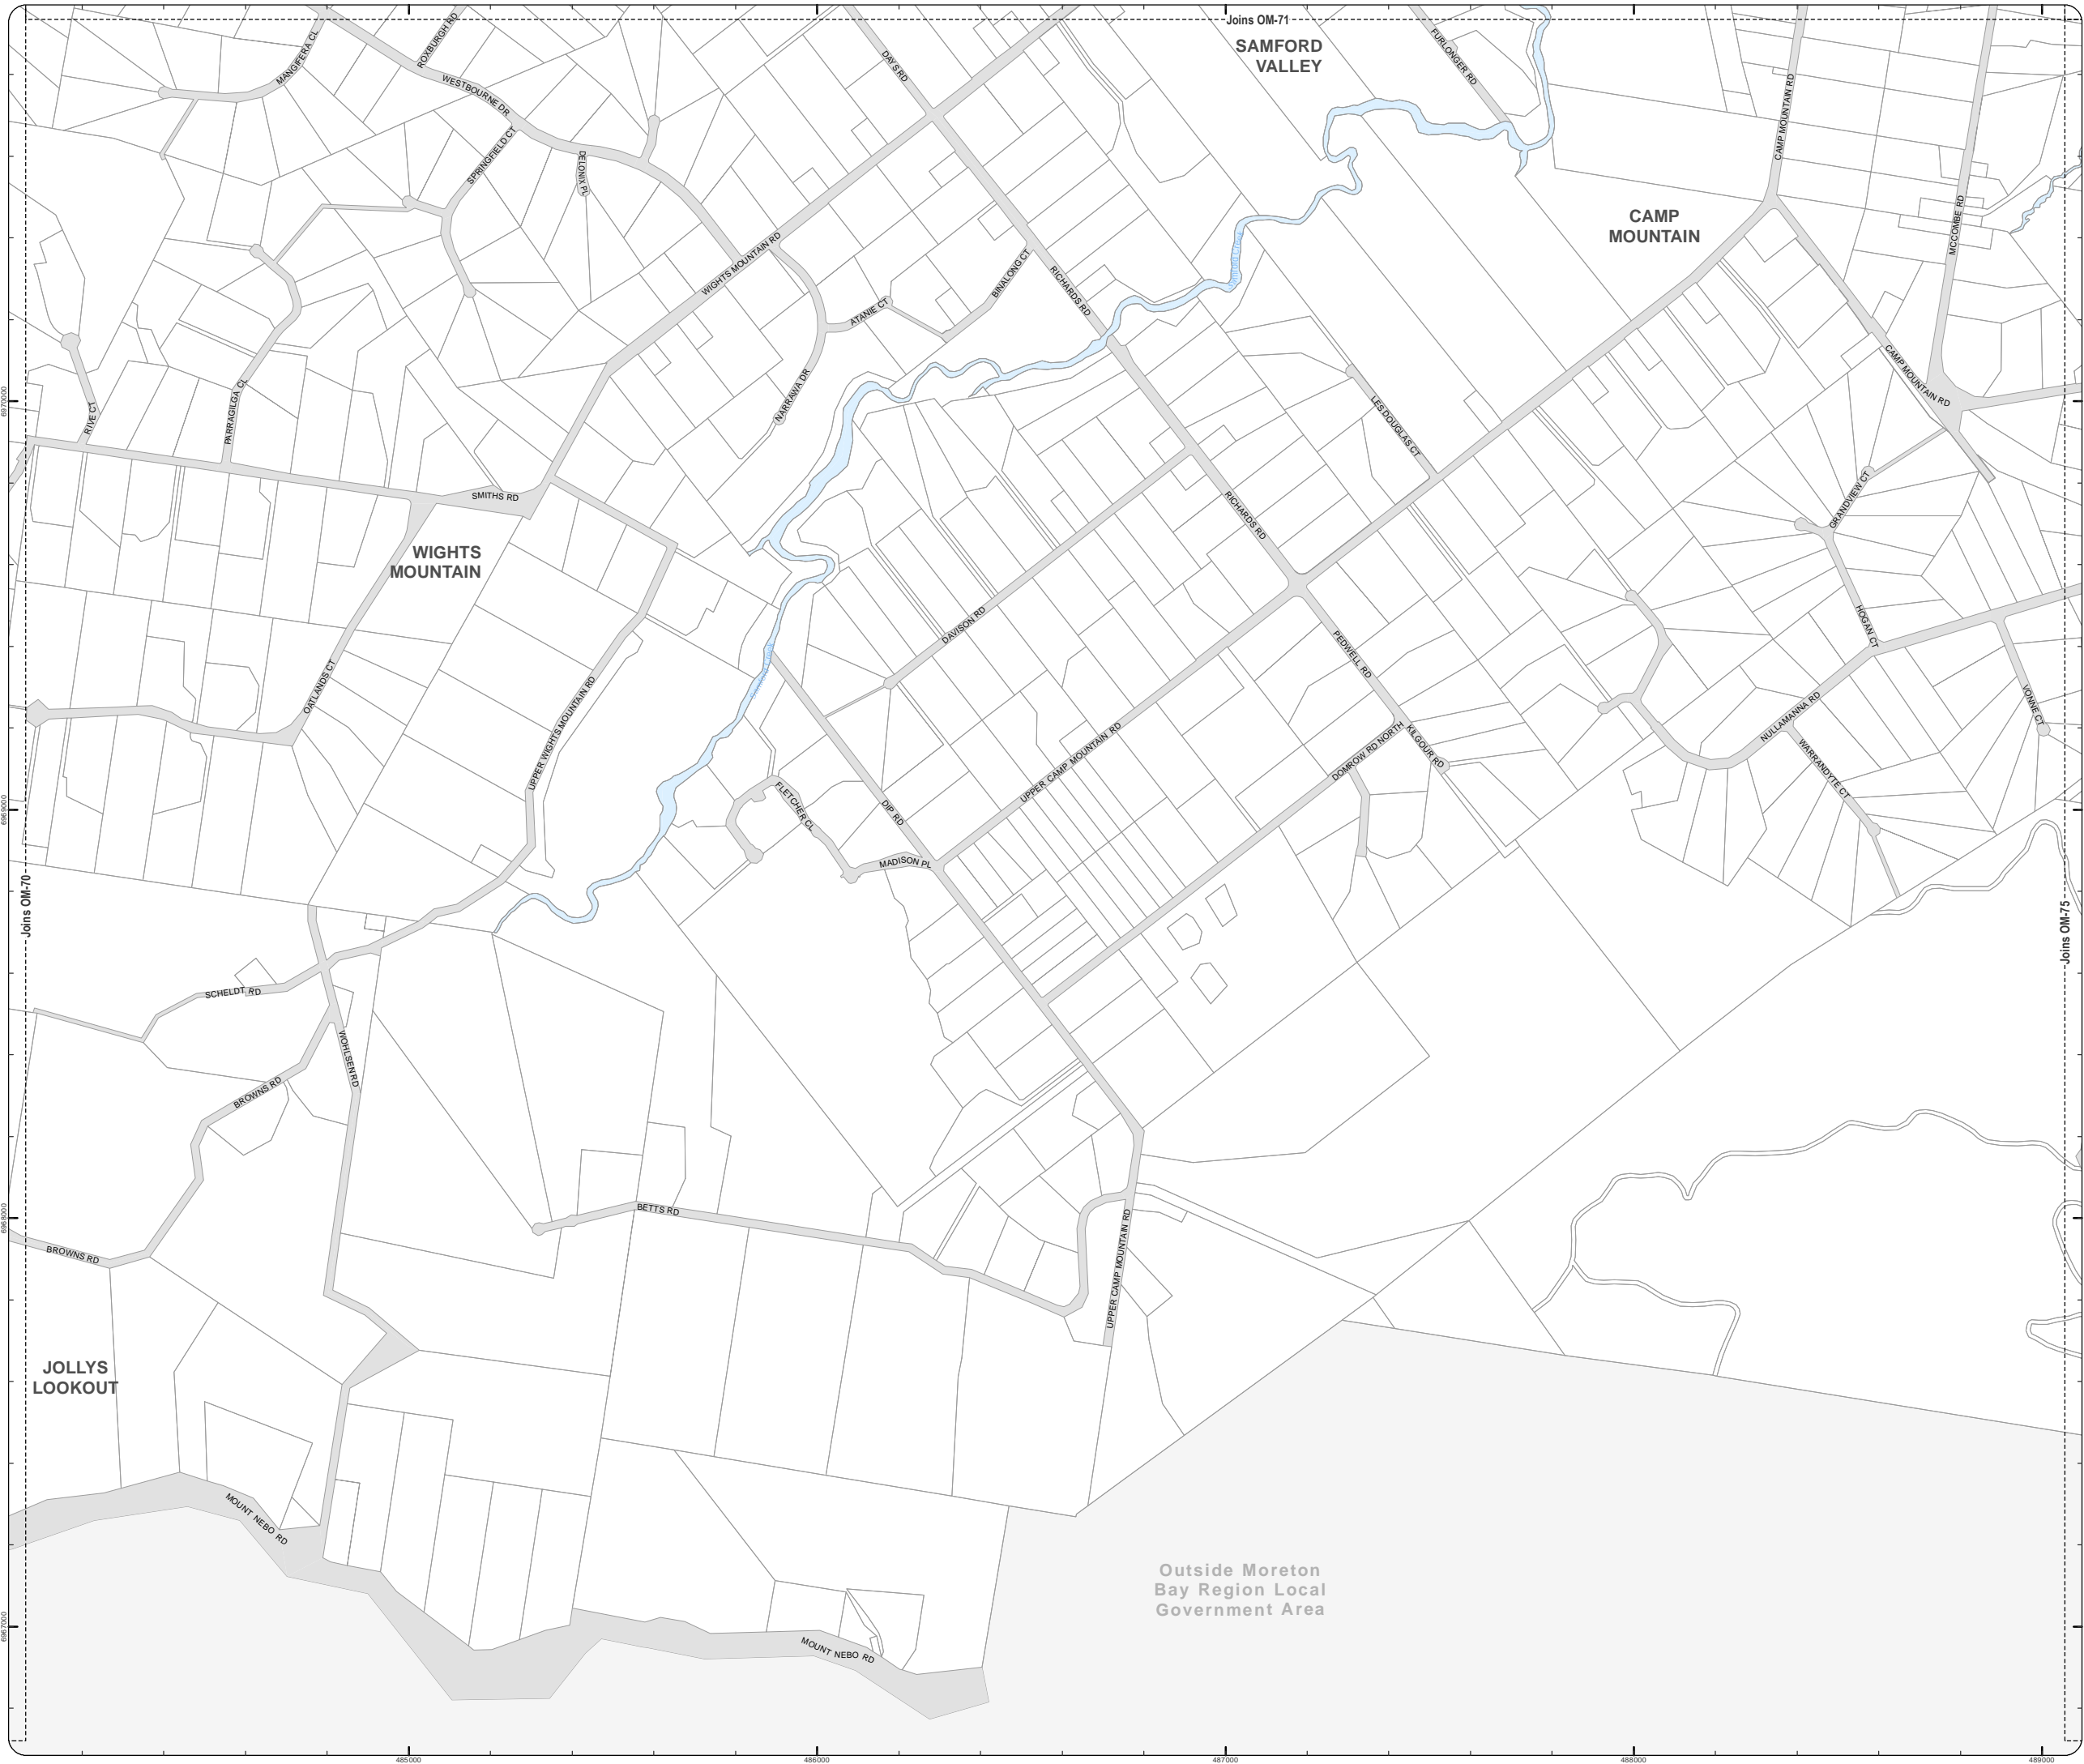 Joins OM-71
SAMFORD
VALLEY
MANGIFERA CL
ROXBURGH RD
WESTBOURNE DR
DAYS RD
FURLONGER RD
CAMP MOUNTAIN RD
SPRINGFIELD CT
DELONIX PL
CAMP
MOUNTAIN
MCCOMBE RD
WIGHTS MOUNTAIN RD
BINALONG CT
RICHARDS RD
ATANIE CT
CAMP MOUNTAIN RD
NARRAWA DR
6970000
RIVE CT
PARRAGILGA CL
LES DOUGLAS CT
SMITHS RD
RICHARDS RD
GRANDVIEW CT
WIGHTS
MOUNTAIN
DAVISON RD
HOGAN CT
PEDWELL RD
OATLANDS CT
UPPER WIGHTS MOUNTAIN RD
NULLAMANNA RD
VONNE CT
UPPER CAMP MOUNTAIN RD
DOMROW RD NORTH
KILGOUR RD
WARRANDYTE CT
6969000
FLETCHER CL
DIP RD
MADISON PL
Joins OM-70
Joins OM-75
SCHELDT RD
WOHLSEN RD
BROWNS RD
6968000
BETTS RD
BROWNS RD
UPPER CAMP MOUNTAIN RD
JOLLYS
LOOKOUT
MOUNT NEBO RD
Outside Moreton
Bay Region Local
Government Area
6967000
MOUNT NEBO RD
485000
486000
487000
488000
489000